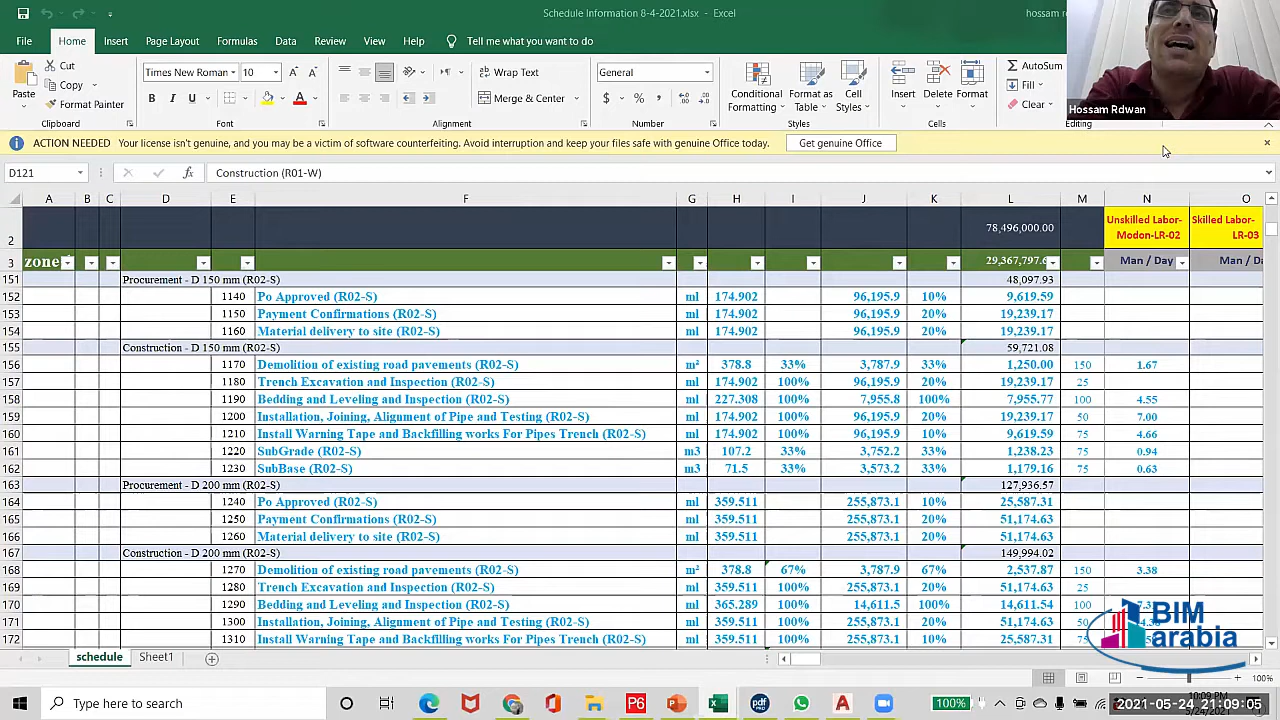 Schedule Information 8-4-2021.xlsx - Excel
hossam r
File Home Insert Page Layout Formulas Data Review View Help Tell me what you want to do
Cut
Copy
Format Painter
Paste
Clipboard
Times New Roman 10
B I U
Font
Wrap Text
Merge & Center
Alignment
General
$ % ,
Number
Conditional Formatting
Format as Table
Cell Styles
Styles
Insert Delete Format
Cells
AutoSum
Fill
Clear
Editing
Hossam Rdwan
ACTION NEEDED Your license isn't genuine, and you may be a victim of software counterfeiting. Avoid interruption and keep your files safe with genuine Office today. Get genuine Office
D121 fx Construction (R01-W)
A B C D E F G H I J K L M N O
2 78,496,000.00 Unskilled Labor-Modon-LR-02 Skilled Labor-LR-03
3 zone 29,367,797.6 Man / Day Man / Da
151 Procurement - D 150 mm (R02-S) 48,097.93
152 1140 Po Approved (R02-S) ml 174.902 96,195.9 10% 9,619.59
153 1150 Payment Confirmations (R02-S) ml 174.902 96,195.9 20% 19,239.17
154 1160 Material delivery to site (R02-S) ml 174.902 96,195.9 20% 19,239.17
155 Construction - D 150 mm (R02-S) 59,721.08
156 1170 Demolition of existing road pavements (R02-S) m² 378.8 33% 3,787.9 33% 1,250.00 150 1.67
157 1180 Trench Excavation and Inspection (R02-S) ml 174.902 100% 96,195.9 20% 19,239.17 25
158 1190 Bedding and Leveling and Inspection (R02-S) ml 227.308 100% 7,955.8 100% 7,955.77 100 4.55
159 1200 Installation, Joining, Alignment of Pipe and Testing (R02-S) ml 174.902 100% 96,195.9 20% 19,239.17 50 7.00
160 1210 Install Warning Tape and Backfilling works For Pipes Trench (R02-S) ml 174.902 100% 96,195.9 10% 9,619.59 75 4.66
161 1220 SubGrade (R02-S) m3 107.2 33% 3,752.2 33% 1,238.23 75 0.94
162 1230 SubBase (R02-S) m3 71.5 33% 3,573.2 33% 1,179.16 75 0.63
163 Procurement - D 200 mm (R02-S) 127,936.57
164 1240 Po Approved (R02-S) ml 359.511 255,873.1 10% 25,587.31
165 1250 Payment Confirmations (R02-S) ml 359.511 255,873.1 20% 51,174.63
166 1260 Material delivery to site (R02-S) ml 359.511 255,873.1 20% 51,174.63
167 Construction - D 200 mm (R02-S) 149,994.02
168 1270 Demolition of existing road pavements (R02-S) m² 378.8 67% 3,787.9 67% 2,537.87 150 3.38
169 1280 Trench Excavation and Inspection (R02-S) ml 359.511 100% 255,873.1 20% 51,174.63 25
170 1290 Bedding and Leveling and Inspection (R02-S) ml 365.289 100% 14,611.5 100% 14,611.54 100
171 1300 Installation, Joining, Alignment of Pipe and Testing (R02-S) ml 359.511 100% 255,873.1 20% 51,174.63 50
172 1310 Install Warning Tape and Backfilling works For Pipes Trench (R02-S) ml 359.511 100% 255,873.1 10% 25,587.31 75
BIM
arabia
schedule Sheet1
100%
Type here to search
P6
100%
10:09 PM
2021-05-24 21:09:05